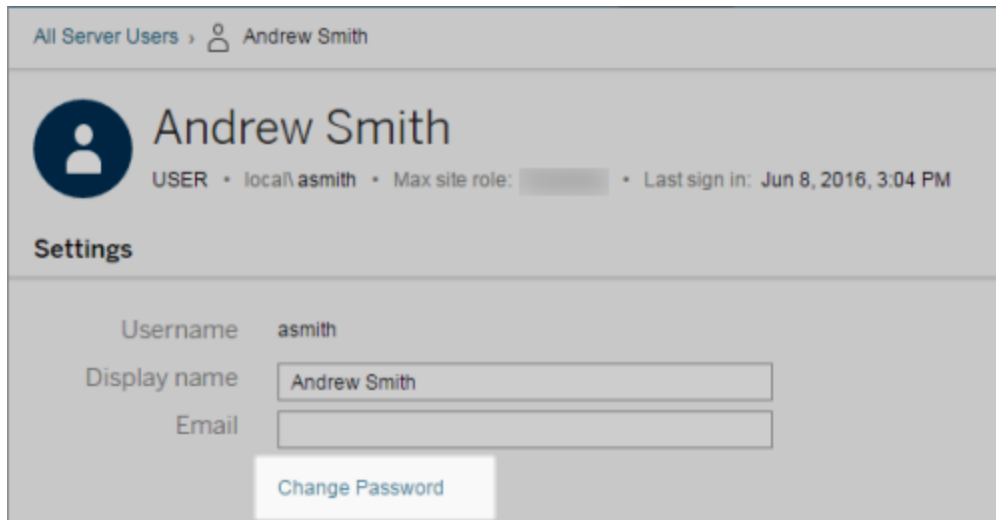 All Server Users › Andrew Smith
Andrew Smith
USER • local\ asmith • Max site role: • Last sign in: Jun 8, 2016, 3:04 PM
Settings
Username asmith
Display name Andrew Smith
Email
Change Password